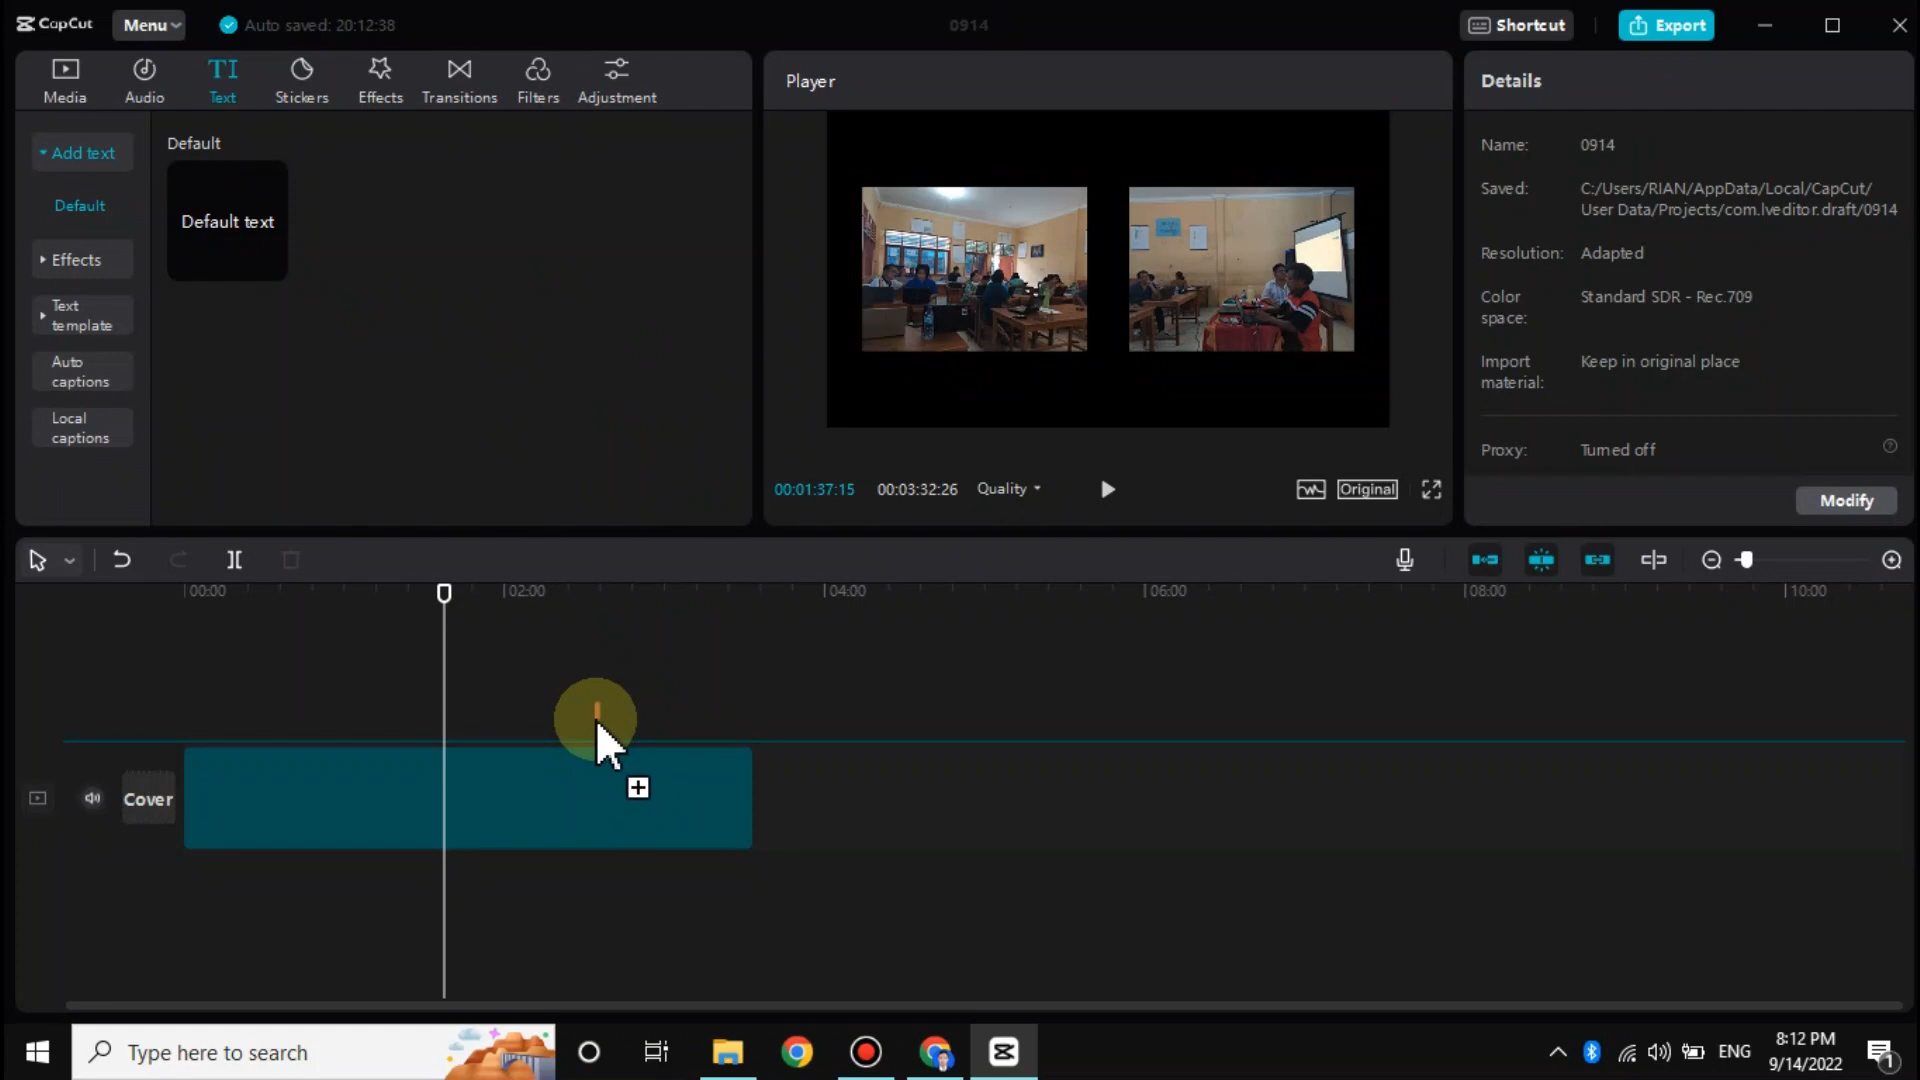 CapCut
Menu
Auto saved: 20:12:38
0914
Shortcut
Export
Media
Audio
TI
Text
Stickers
Effects
Transitions
Filters
Adjustment
Player
Details
Add text
Default
Effects
Text
template
Auto
captions
Local
captions
Default
Default text
Name:
0914
Saved:
C:/Users/RIAN/AppData/Local/CapCut/
User Data/Projects/com.lveditor.draft/0914
Resolution:
Adapted
Color
space:
Standard SDR - Rec.709
Import
material:
Keep in original place
Proxy:
Turned off
Modify
00:01:37:15
00:03:32:26
Quality
Original
00:00
02:00
04:00
06:00
08:00
10:00
Cover
Type here to search
ENG
8:12 PM
9/14/2022
1